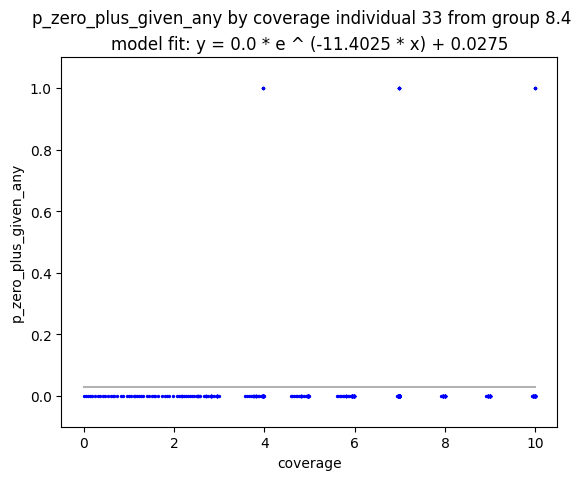 p_zero_plus_given_any by coverage individual 33 from group 8.4
model fit: y = 0.0 * e ^ (-11.4025 * x) + 0.0275
p_zero_plus_given_any
1.0
0.8
0.6
0.4
0.2
0.0
0 2 4 6 8 10
coverage